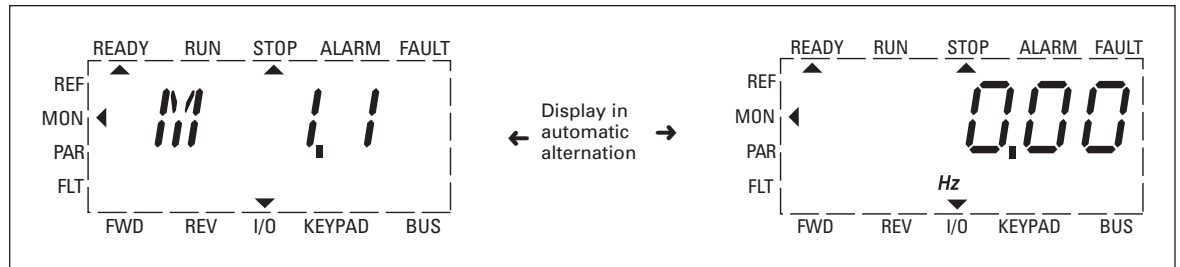 READY RUN STOP ALARM FAULT
REF
MON
PAR
FLT
M 1.1
FWD REV I/O KEYPAD BUS
Display in
automatic
alternation
READY RUN STOP ALARM FAULT
REF
MON
PAR
FLT
0.00
Hz
FWD REV I/O KEYPAD BUS